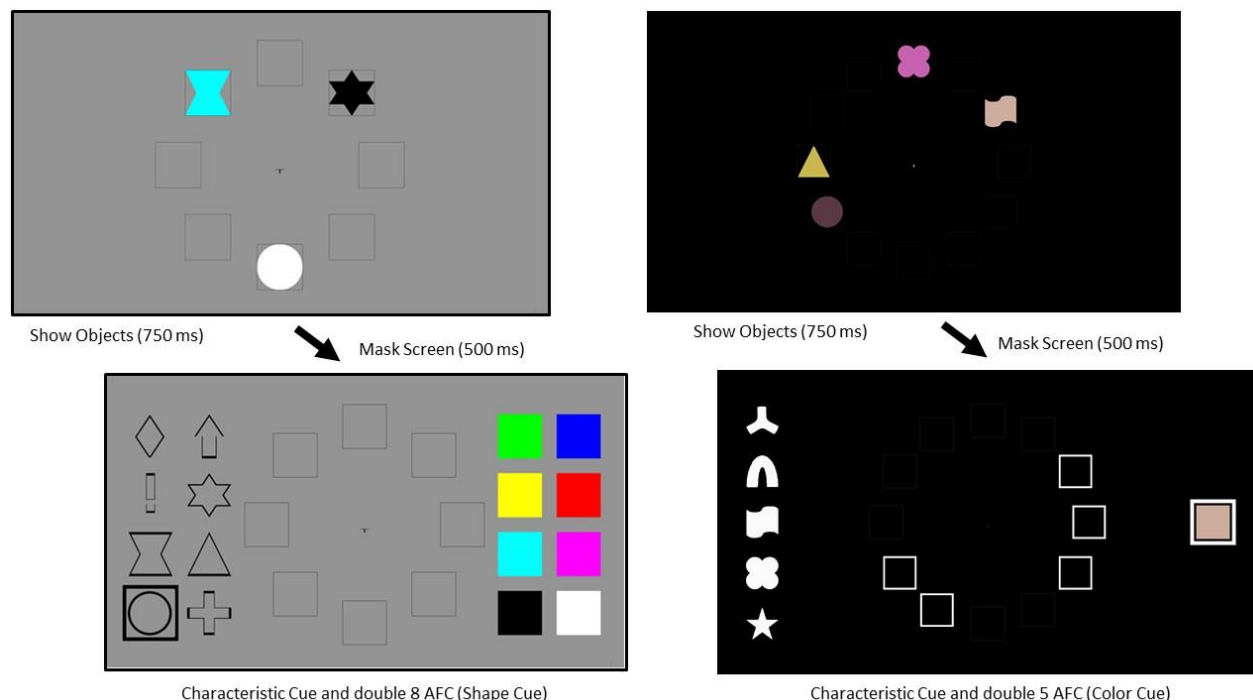 Show Objects (750 ms)
Mask Screen (500 ms)
Characteristic Cue and double 8 AFC (Shape Cue)
Show Objects (750 ms)
Mask Screen (500 ms)
Characteristic Cue and double 5 AFC (Color Cue)